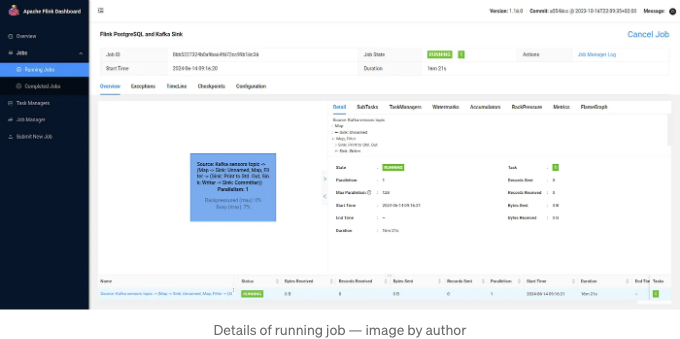 Apache Flink Dashboard
Version: 1.16.0 Commit: @ 2023-10-16T22:09:35+02:00 Message:
Overview
Jobs
Running Jobs
Completed Jobs
Task Managers
Job Manager
Submit New Job
Flink PostgreSQL and Kafka Sink
Cancel Job
Job ID
Job State RUNNING 1
Actions Job Manager Log
Start Time 2024-06-14 09:16:20
Duration 16m 21s
Overview Exceptions TimeLine Checkpoints Configuration
Source: Kafka sensors topic ->
(Map -> Sink: Unnamed, Map, Fil
ter -> (Sink: Print to Std. Out, Sin
k: Writer -> Sink: Committer))
Parallelism: 1
Backpressured (max): 0%
Busy (max): 7%
Detail SubTasks TaskManagers Watermarks Accumulators BackPressure Metrics FlameGraph
Source: Kafka sensors topic
- Map
:- Sink: Unnamed
+- Map, Filter
:- Sink: Print to Std. Out
+- Sink: Writer
State : RUNNING
Task : 1
Parallelism : 1
Records Sent : 0
Max Parallelism : 128
Records Received : 0
Start Time : 2024-06-14 09:16:21
Bytes Sent : 0 B
End Time : -
Bytes Received : 0 B
Duration : 16m 21s
Name Status Bytes Received Records Received Bytes Sent Records Sent Parallelism Start Time Duration End Tim Tasks
Source: Kafka sensors topic -> (Map -> (Sink: Unnamed, Map, Filter -> (Si RUNNING 0 B 0 0 B 0 1 2024-06-14 09:16:21 16m 21s - 1
Details of running job — image by author